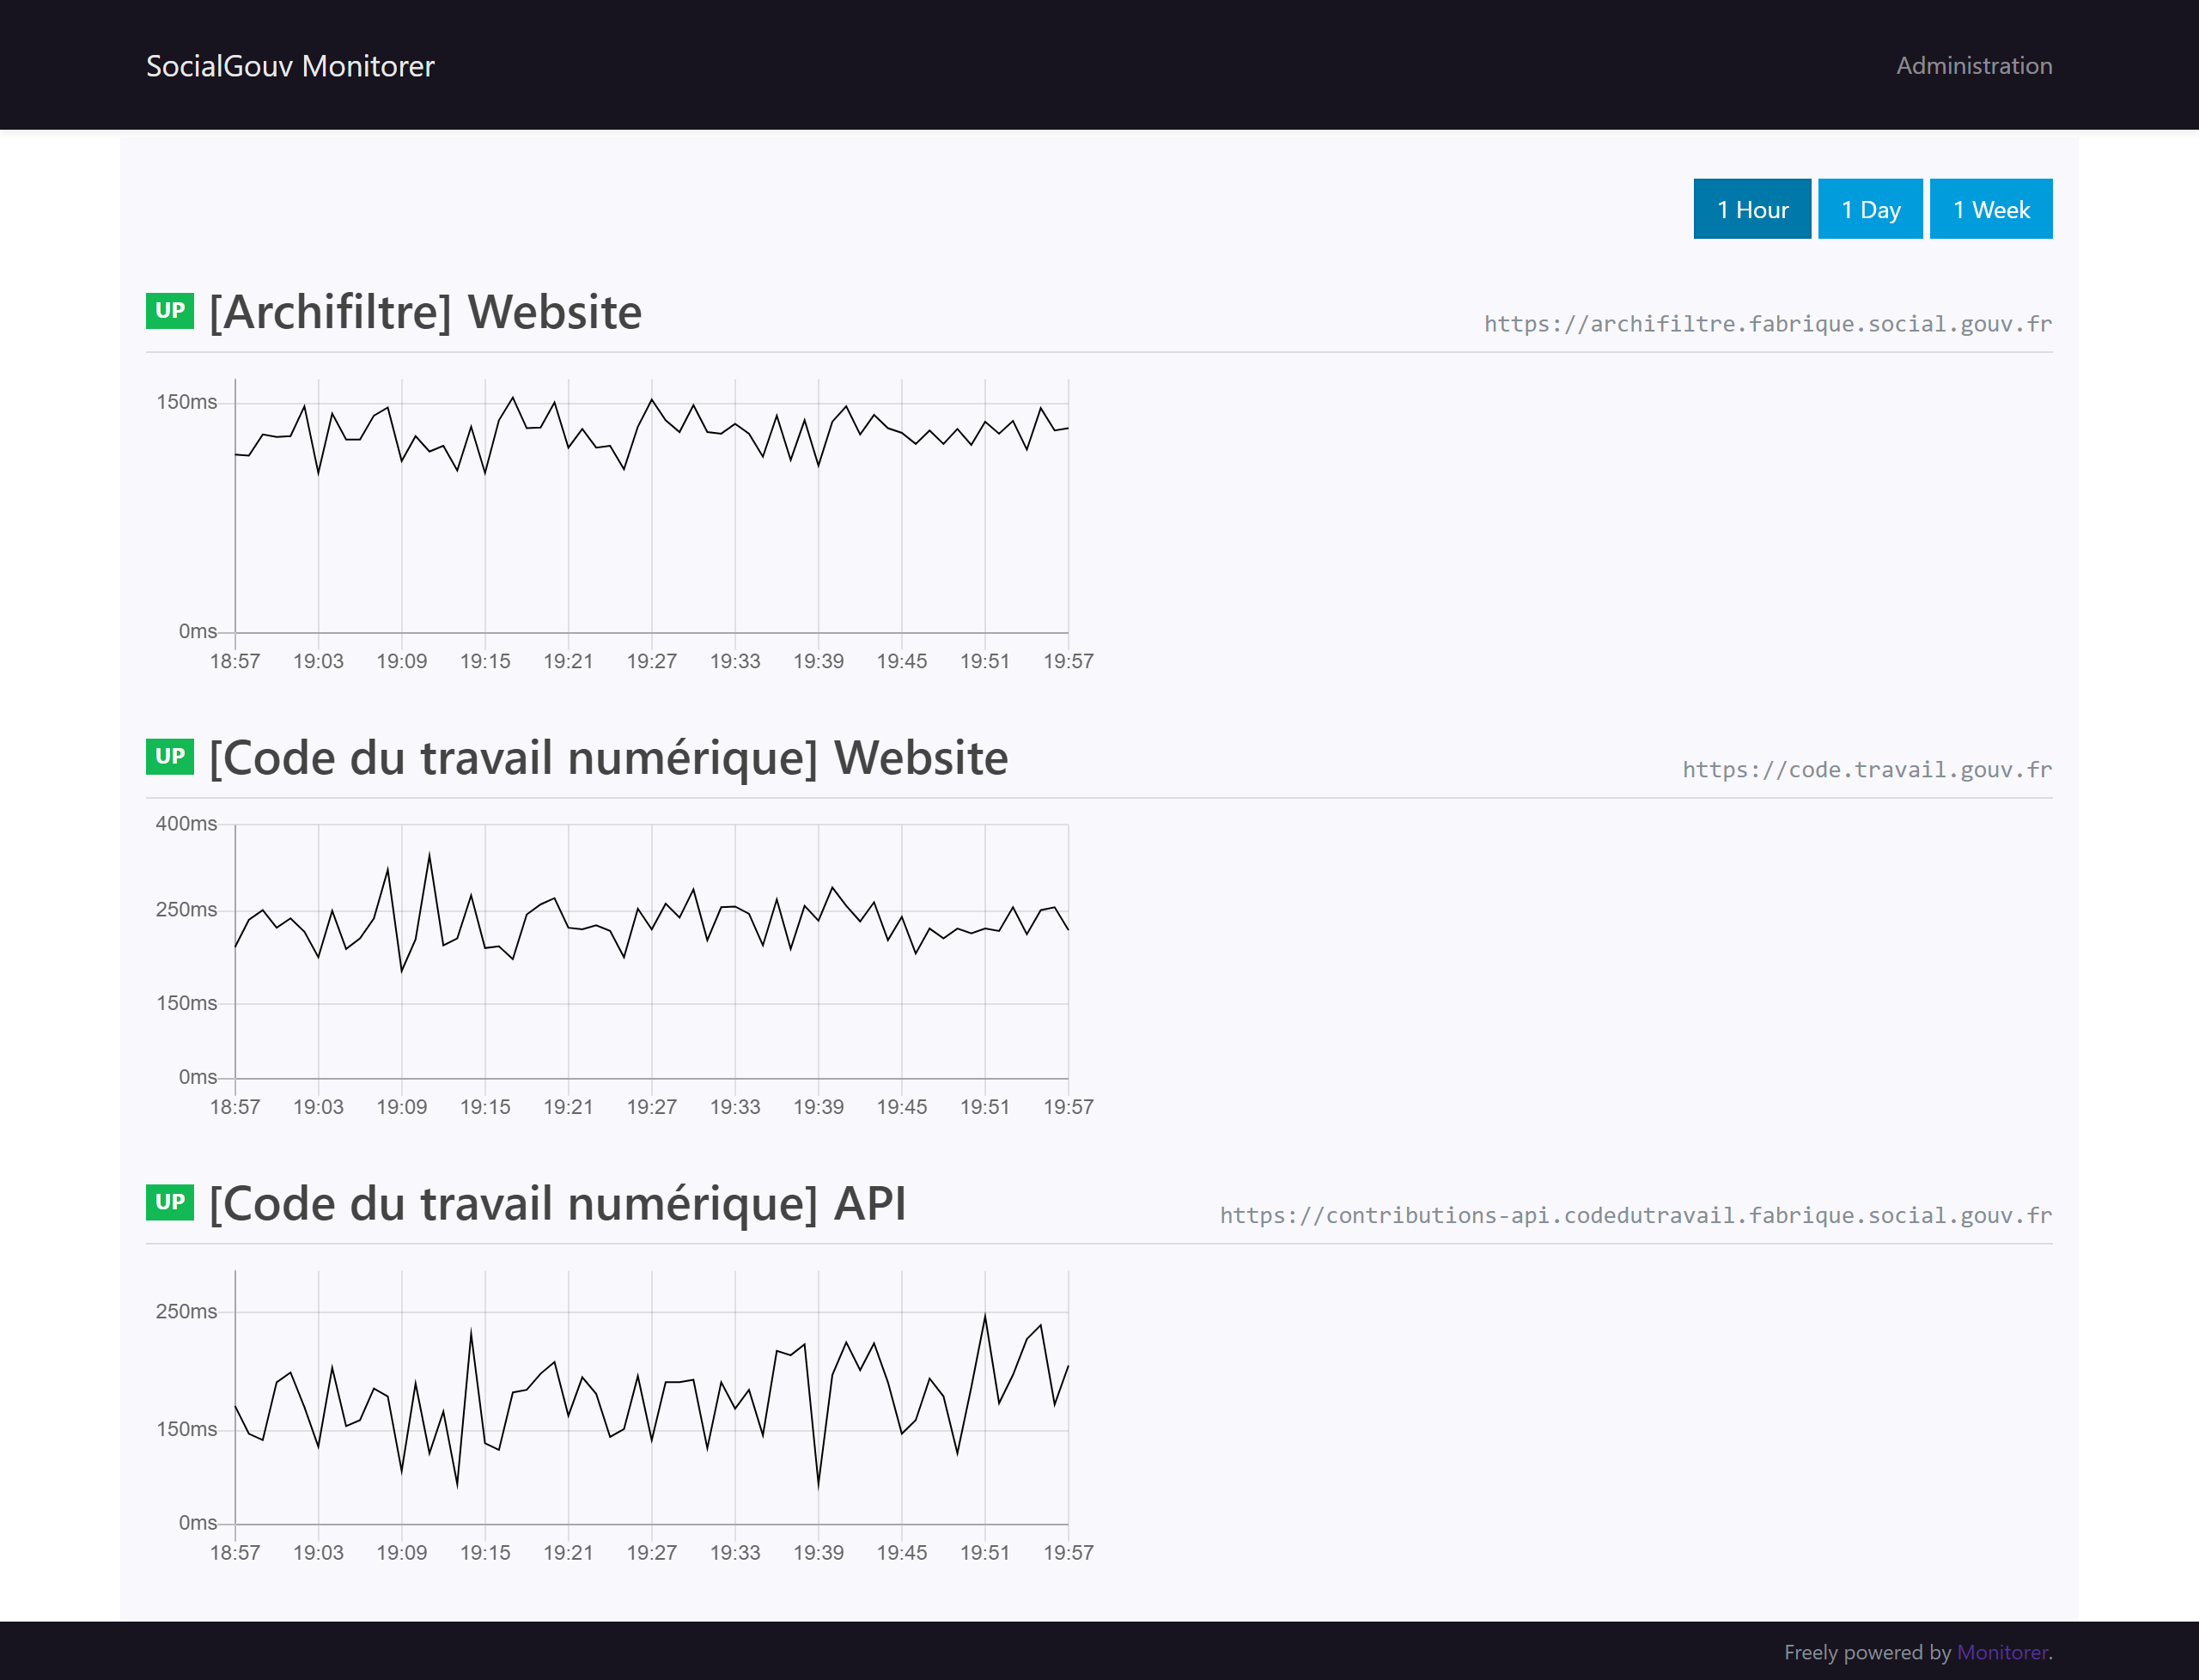 SocialGouv Monitorer
Administration
1 Hour 1 Day 1 Week
UP [Archifiltre] Website
https://archifiltre.fabrique.social.gouv.fr
150ms
0ms
18:57 19:03 19:09 19:15 19:21 19:27 19:33 19:39 19:45 19:51 19:57
UP [Code du travail numérique] Website
https://code.travail.gouv.fr
400ms
250ms
150ms
0ms
18:57 19:03 19:09 19:15 19:21 19:27 19:33 19:39 19:45 19:51 19:57
UP [Code du travail numérique] API
https://contributions-api.codedutravail.fabrique.social.gouv.fr
250ms
150ms
0ms
18:57 19:03 19:09 19:15 19:21 19:27 19:33 19:39 19:45 19:51 19:57
Freely powered by Monitorer.